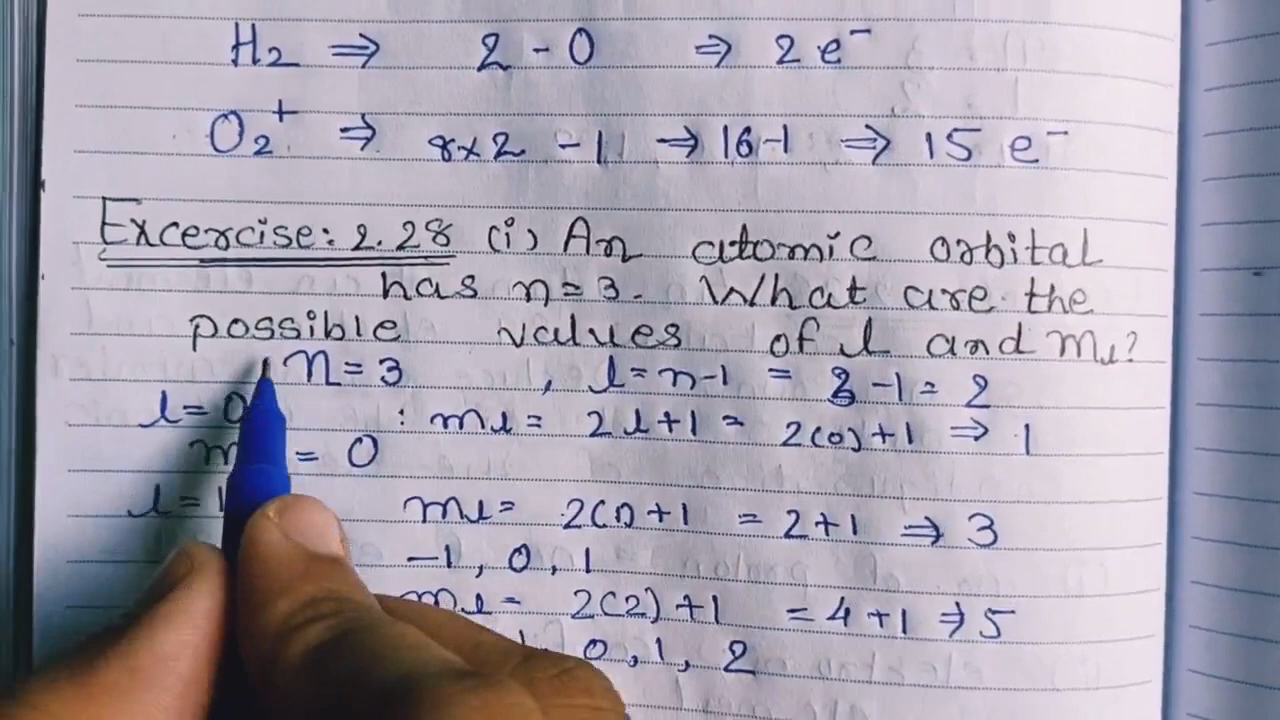 H2 ⇒ 2 - 0 ⇒ 2 e⁻
O2⁺ ⇒ 8x2 - 1 → 16-1 ⇒ 15 e⁻
Excercise: 2.28 (i) An atomic orbital
has n=3. What are the
possible values of l and ml?
n=3 , l=n-1 = 3-1=2
l=0 : ml = 2l+1 = 2(0)+1 ⇒ 1
m = 0
l=1 ml= 2(1)+1 = 2+1 ⇒ 3
-1, 0, 1
ml= 2(2)+1 =4+1 ⇒ 5
0, 1, 2